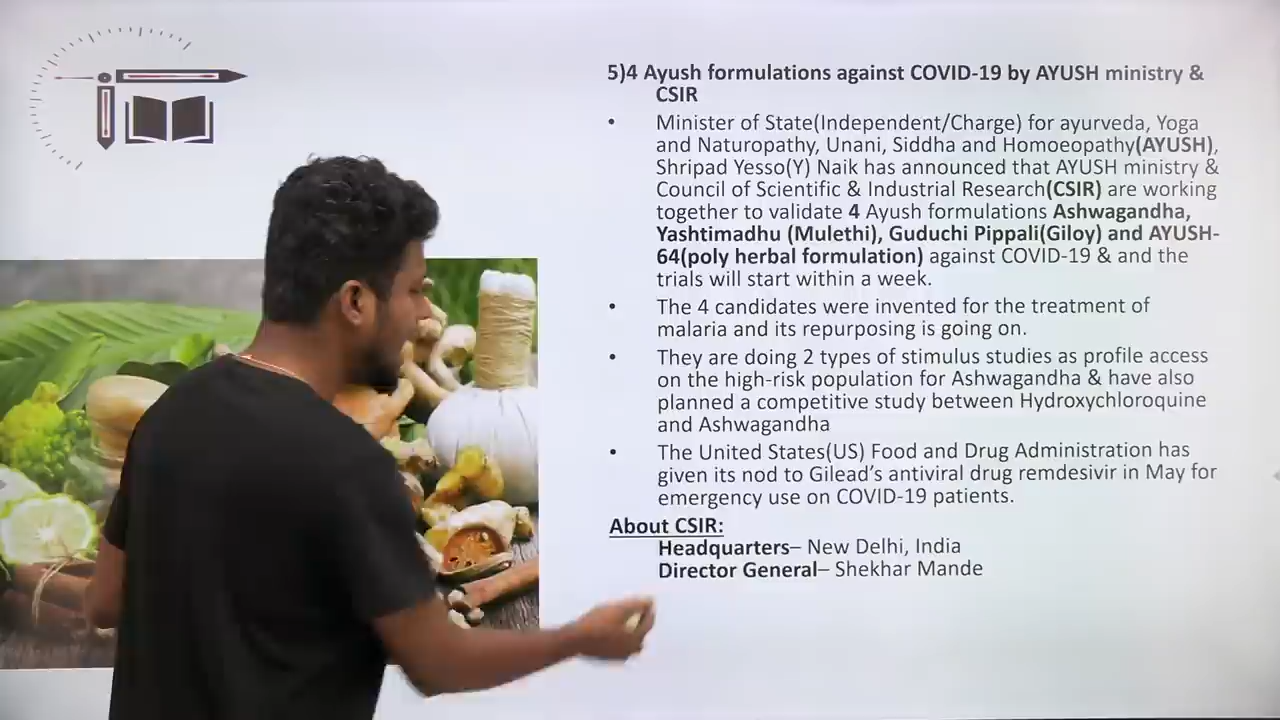 5)4 Ayush formulations against COVID-19 by AYUSH ministry &
CSIR
• Minister of State(Independent/Charge) for ayurveda, Yoga
and Naturopathy, Unani, Siddha and Homoeopathy(AYUSH),
Shripad Yesso(Y) Naik has announced that AYUSH ministry &
Council of Scientific & Industrial Research(CSIR) are working
together to validate 4 Ayush formulations Ashwagandha,
Yashtimadhu (Mulethi), Guduchi Pippali(Giloy) and AYUSH-
64(poly herbal formulation) against COVID-19 & and the
trials will start within a week.
• The 4 candidates were invented for the treatment of
malaria and its repurposing is going on.
• They are doing 2 types of stimulus studies as profile access
on the high-risk population for Ashwagandha & have also
planned a competitive study between Hydroxychloroquine
and Ashwagandha
• The United States(US) Food and Drug Administration has
given its nod to Gilead's antiviral drug remdesivir in May for
emergency use on COVID-19 patients.
About CSIR:
Headquarters– New Delhi, India
Director General– Shekhar Mande